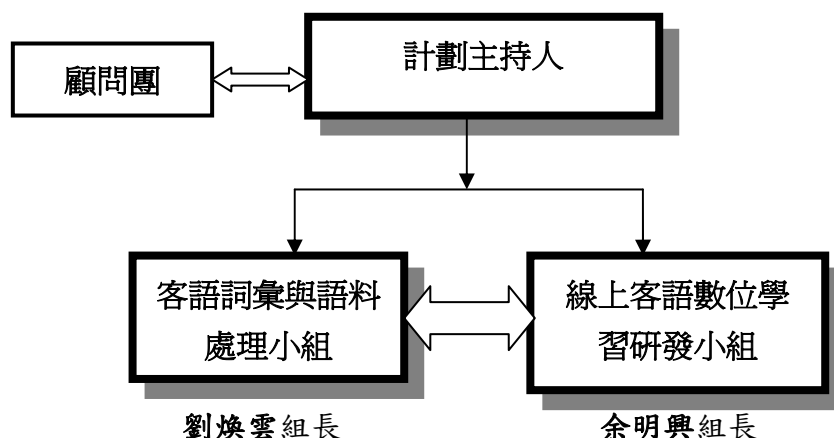 計劃主持人
顧問團
客語詞彙與語料
處理小組
線上客語數位學
習研發小組
劉煥雲組長
余明興組長